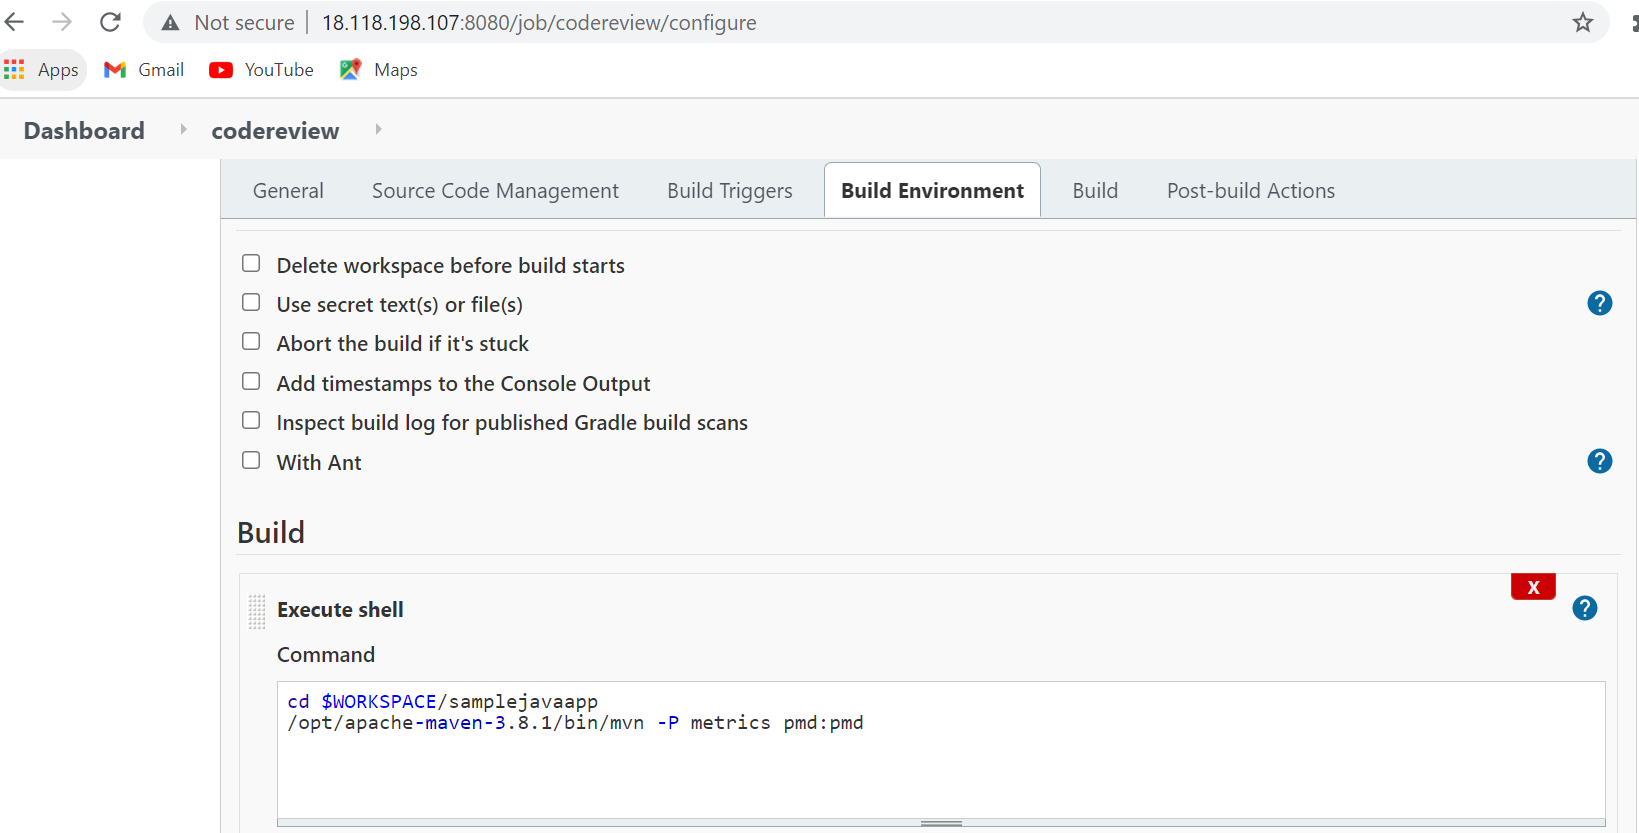 Not secure 18.118.198.107:8080/job/codereview/configure
Apps Gmail YouTube Maps
Dashboard codereview
General Source Code Management Build Triggers Build Environment Build Post-build Actions
Delete workspace before build starts
Use secret text(s) or file(s) ?
Abort the build if it's stuck
Add timestamps to the Console Output
Inspect build log for published Gradle build scans
With Ant ?
Build
X
Execute shell ?
Command
cd $WORKSPACE/samplejavaapp
/opt/apache-maven-3.8.1/bin/mvn -P metrics pmd:pmd